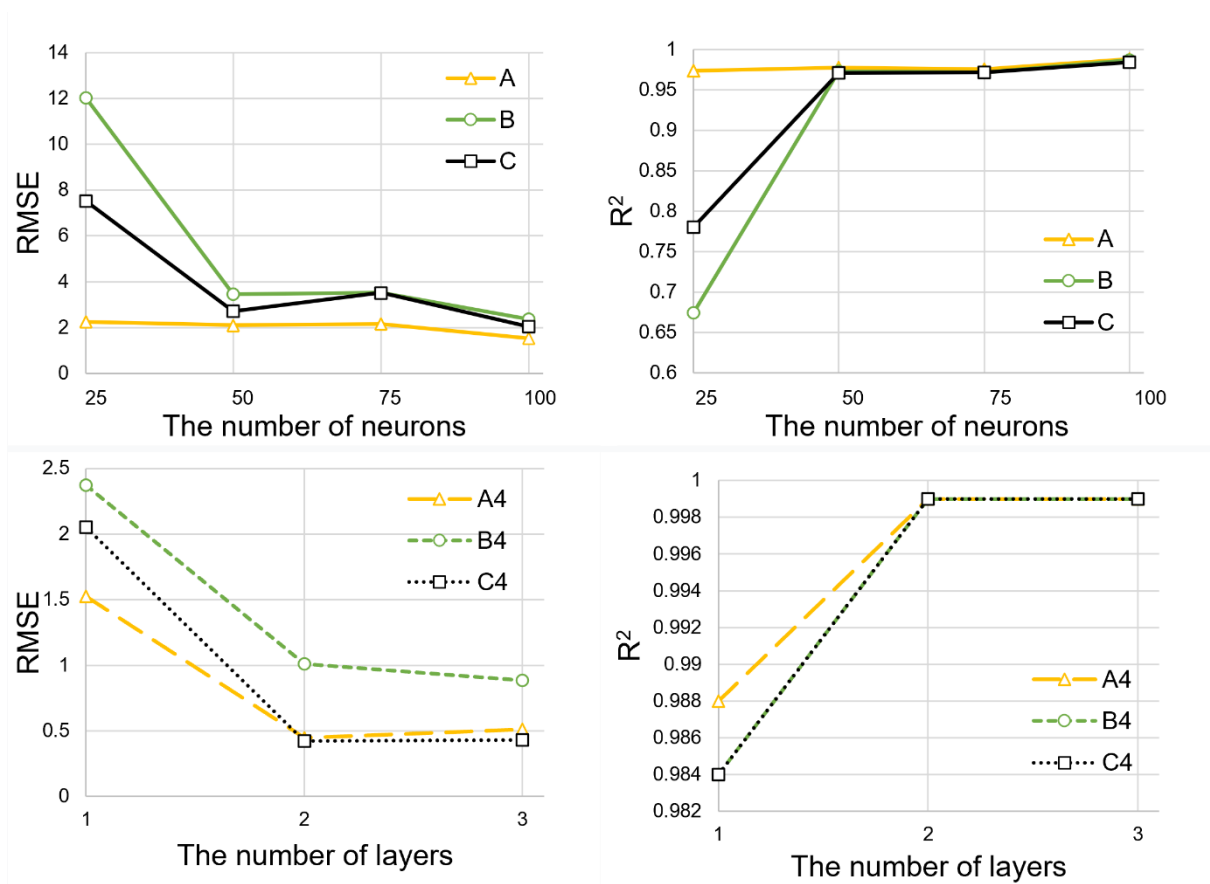 14
12
10
8
6
4
2
0
RMSE
A
B
C
25 50 75 100
The number of neurons
1
0.95
0.9
0.85
0.8
0.75
0.7
0.65
0.6
R²
A
B
C
25 50 75 100
The number of neurons
2.5
2
1.5
1
0.5
0
RMSE
A4
B4
C4
1 2 3
The number of layers
1
0.998
0.996
0.994
0.992
0.99
0.988
0.986
0.984
0.982
R²
A4
B4
C4
1 2 3
The number of layers